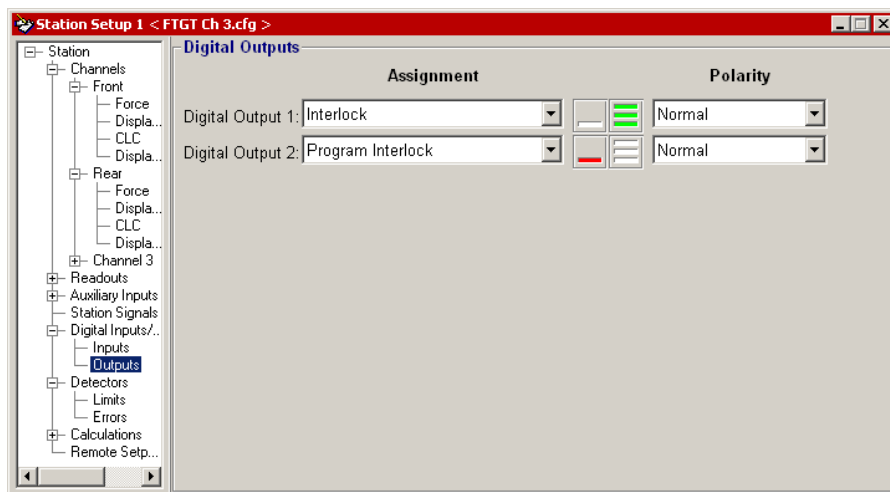 Station Setup 1 < FTGT Ch 3.cfg >
Station
Channels
Front
Force
Displa...
CLC
Displa...
Rear
Force
Displa...
CLC
Displa...
Channel 3
Readouts
Auxiliary Inputs
Station Signals
Digital Inputs/..
Inputs
Outputs
Detectors
Limits
Errors
Calculations
Remote Setp...
Digital Outputs
Assignment Polarity
Digital Output 1: Interlock Normal
Digital Output 2: Program Interlock Normal